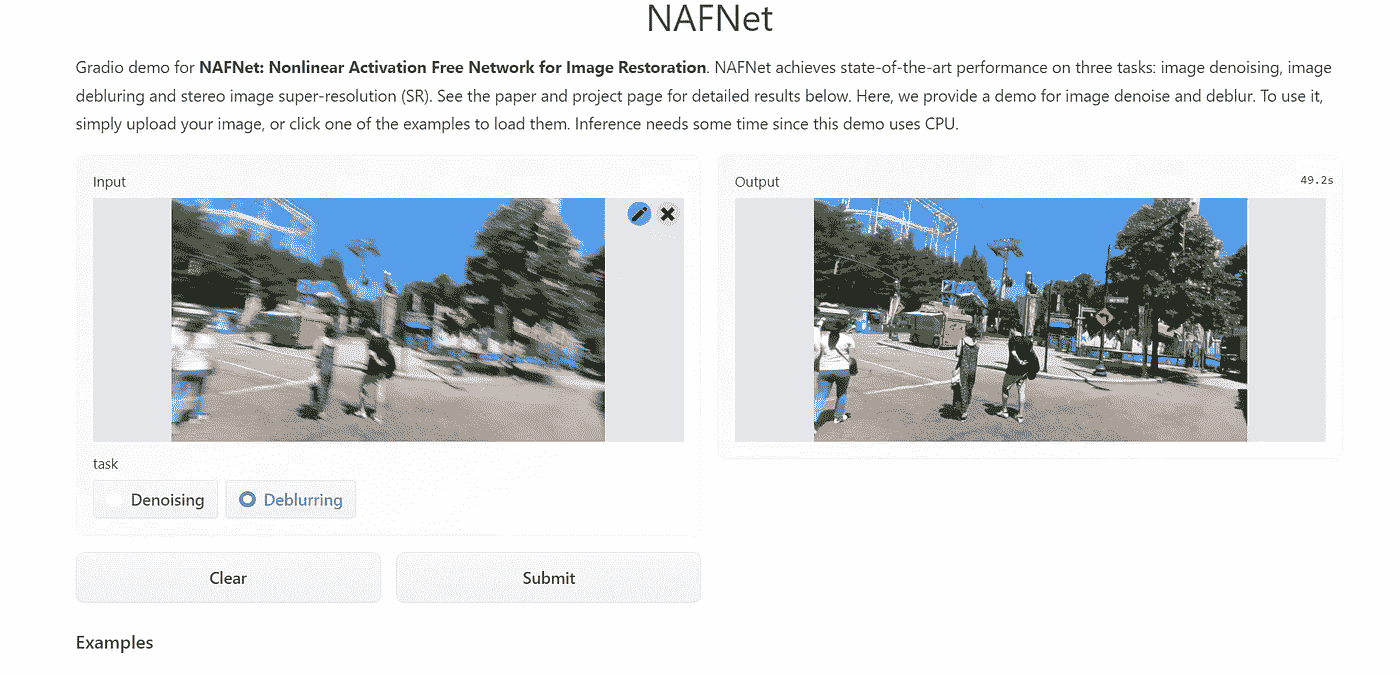 NAFNet
Gradio demo for NAFNet: Nonlinear Activation Free Network for Image Restoration. NAFNet achieves state-of-the-art performance on three tasks: image denoising, image
debluring and stereo image super-resolution (SR). See the paper and project page for detailed results below. Here, we provide a demo for image denoise and deblur. To use it,
simply upload your image, or click one of the examples to load them. Inference needs some time since this demo uses CPU.
Input
Output
49.2s
task
Denoising
Deblurring
Clear
Submit
Examples